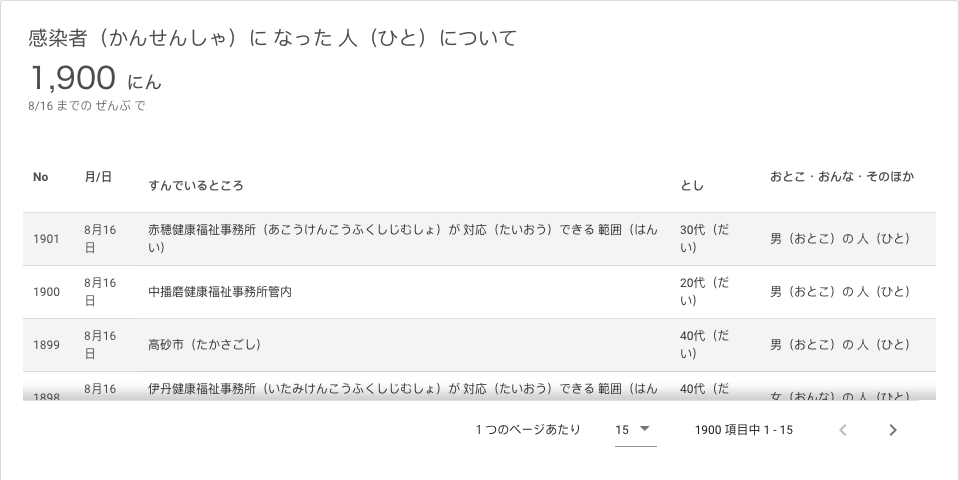 感染者（かんせんしゃ）に なった 人（ひと）について
1,900 にん
8/16 までの ぜんぶ で
No 月/日 すんでいるところ とし おとこ・おんな・そのほか
1901 8月16日 赤穂健康福祉事務所（あこうけんこうふくしじむしょ）が 対応（たいおう）できる 範囲（はんい） 30代（だい） 男（おとこ）の 人（ひと）
1900 8月16日 中播磨健康福祉事務所管内 20代（だい） 男（おとこ）の 人（ひと）
1899 8月16日 高砂市（たかさごし） 40代（だい） 男（おとこ）の 人（ひと）
1898 8月16 伊丹健康福祉事務所（いたみけんこうふくしじむしょ）が 対応（たいおう）できる 範囲（はん 40代（だ 女（おんな）の 人（ひと）
1 つのページあたり 15 1900 項目中 1 - 15